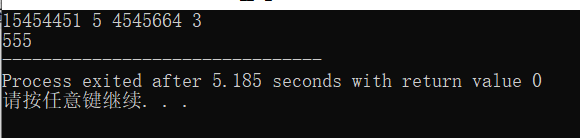 15454451 5 4545664 3
555
--------------------------------
Process exited after 5.185 seconds with return value 0
请按任意键继续. . .